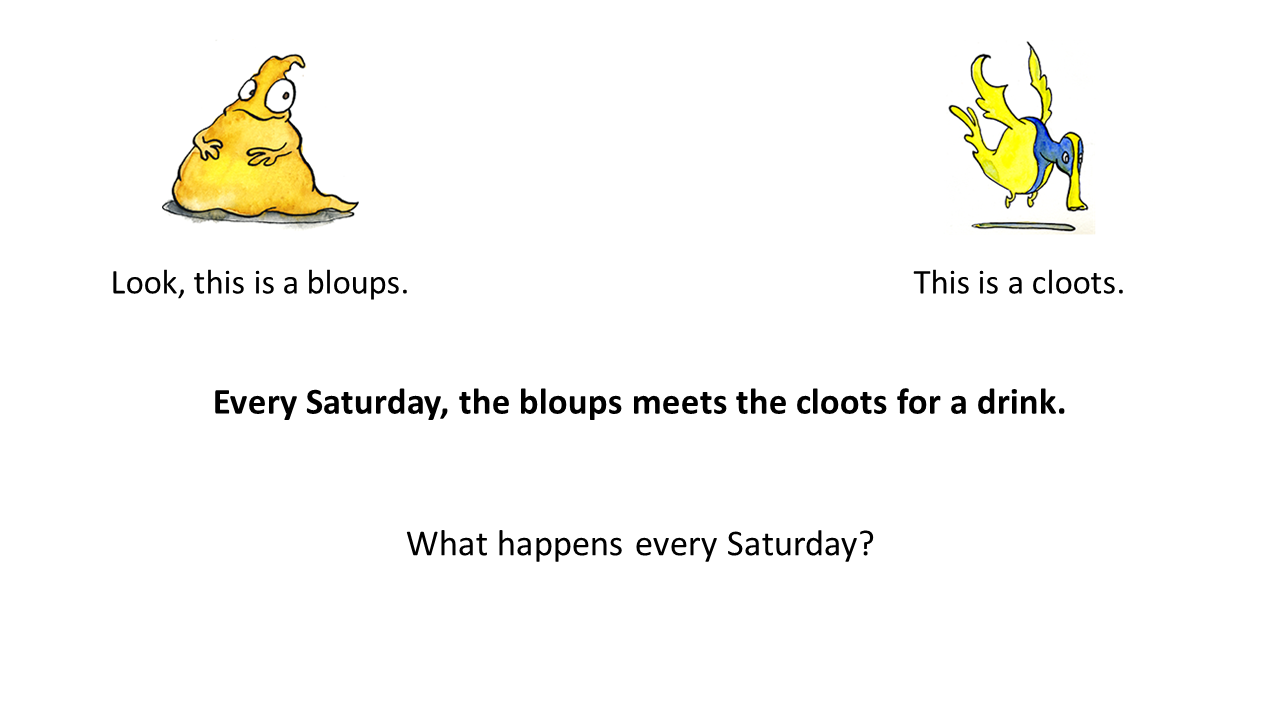 Look, this is a bloups.
This is a cloots.
Every Saturday, the bloups meets the cloots for a drink.
What happens every Saturday?